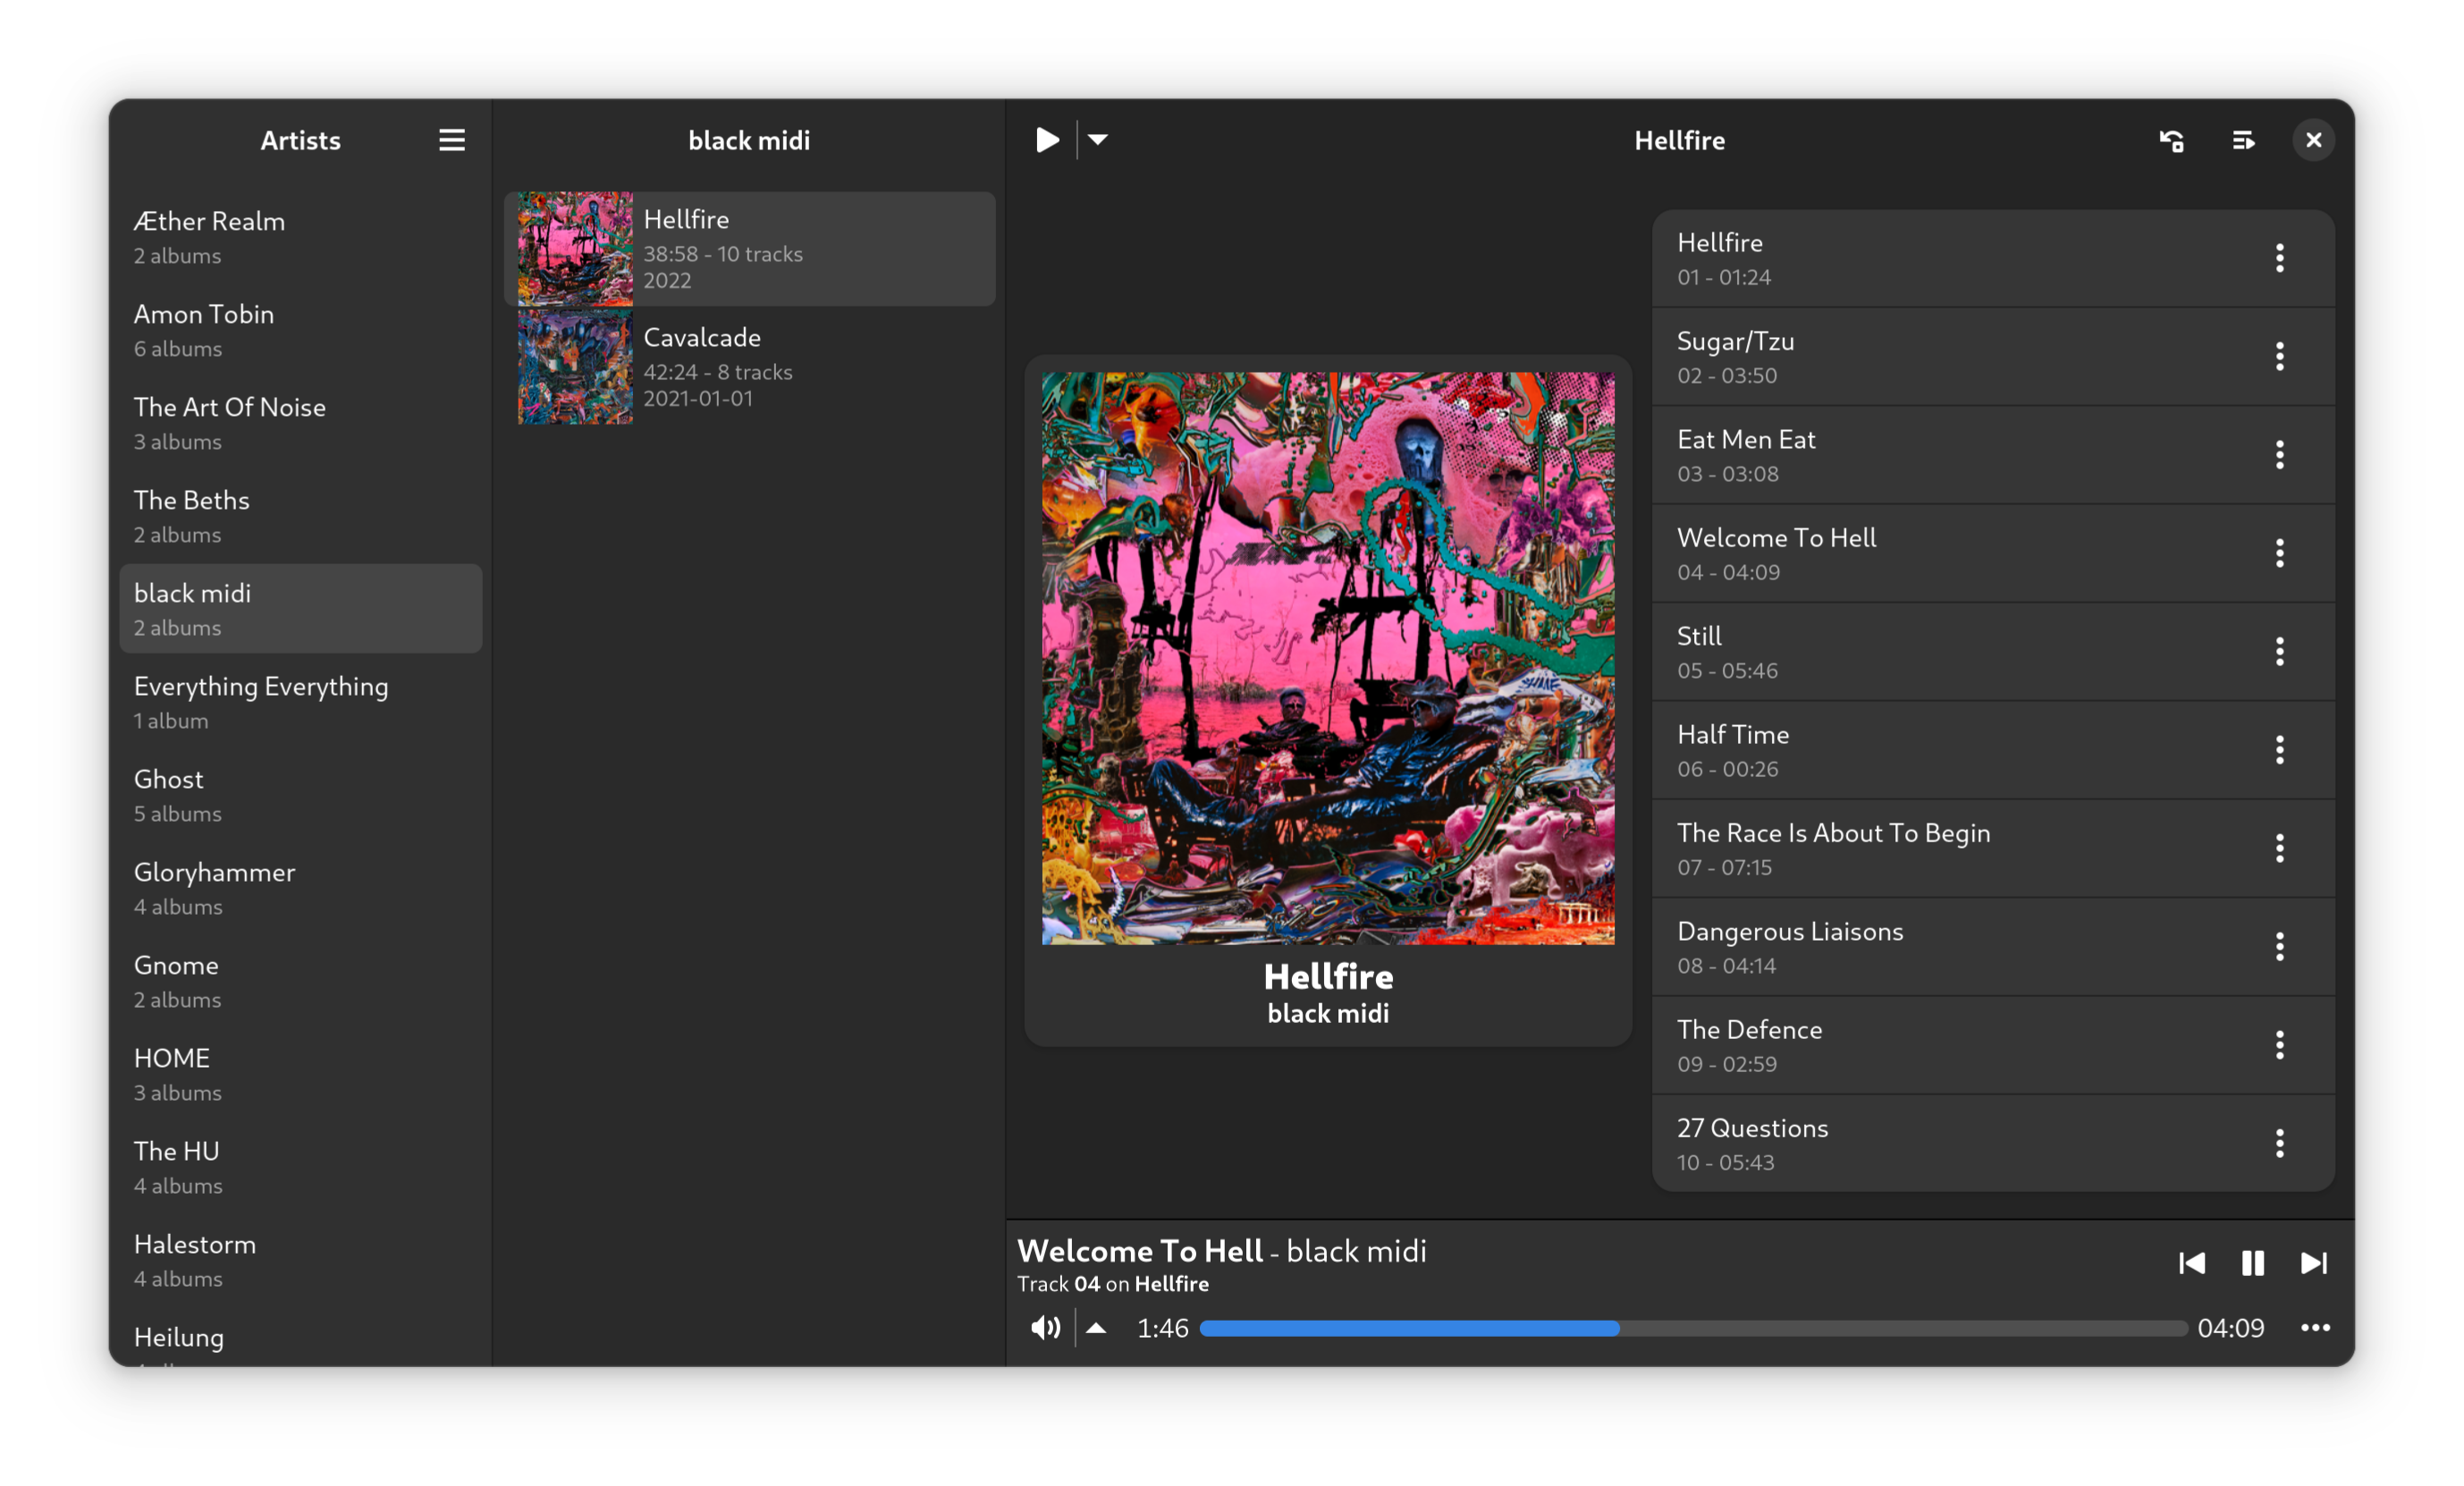 Artists
Æther Realm
2 albums
Amon Tobin
6 albums
The Art Of Noise
3 albums
The Beths
2 albums
black midi
2 albums
Everything Everything
1 album
Ghost
5 albums
Gloryhammer
4 albums
Gnome
2 albums
HOME
3 albums
The HU
4 albums
Halestorm
4 albums
Heilung
black midi
Hellfire
38:58 - 10 tracks
2022
Cavalcade
42:24 - 8 tracks
2021-01-01
Hellfire
Hellfire
black midi
Hellfire
01 - 01:24
Sugar/Tzu
02 - 03:50
Eat Men Eat
03 - 03:08
Welcome To Hell
04 - 04:09
Still
05 - 05:46
Half Time
06 - 00:26
The Race Is About To Begin
07 - 07:15
Dangerous Liaisons
08 - 04:14
The Defence
09 - 02:59
27 Questions
10 - 05:43
Welcome To Hell - black midi
Track 04 on Hellfire
1:46
04:09